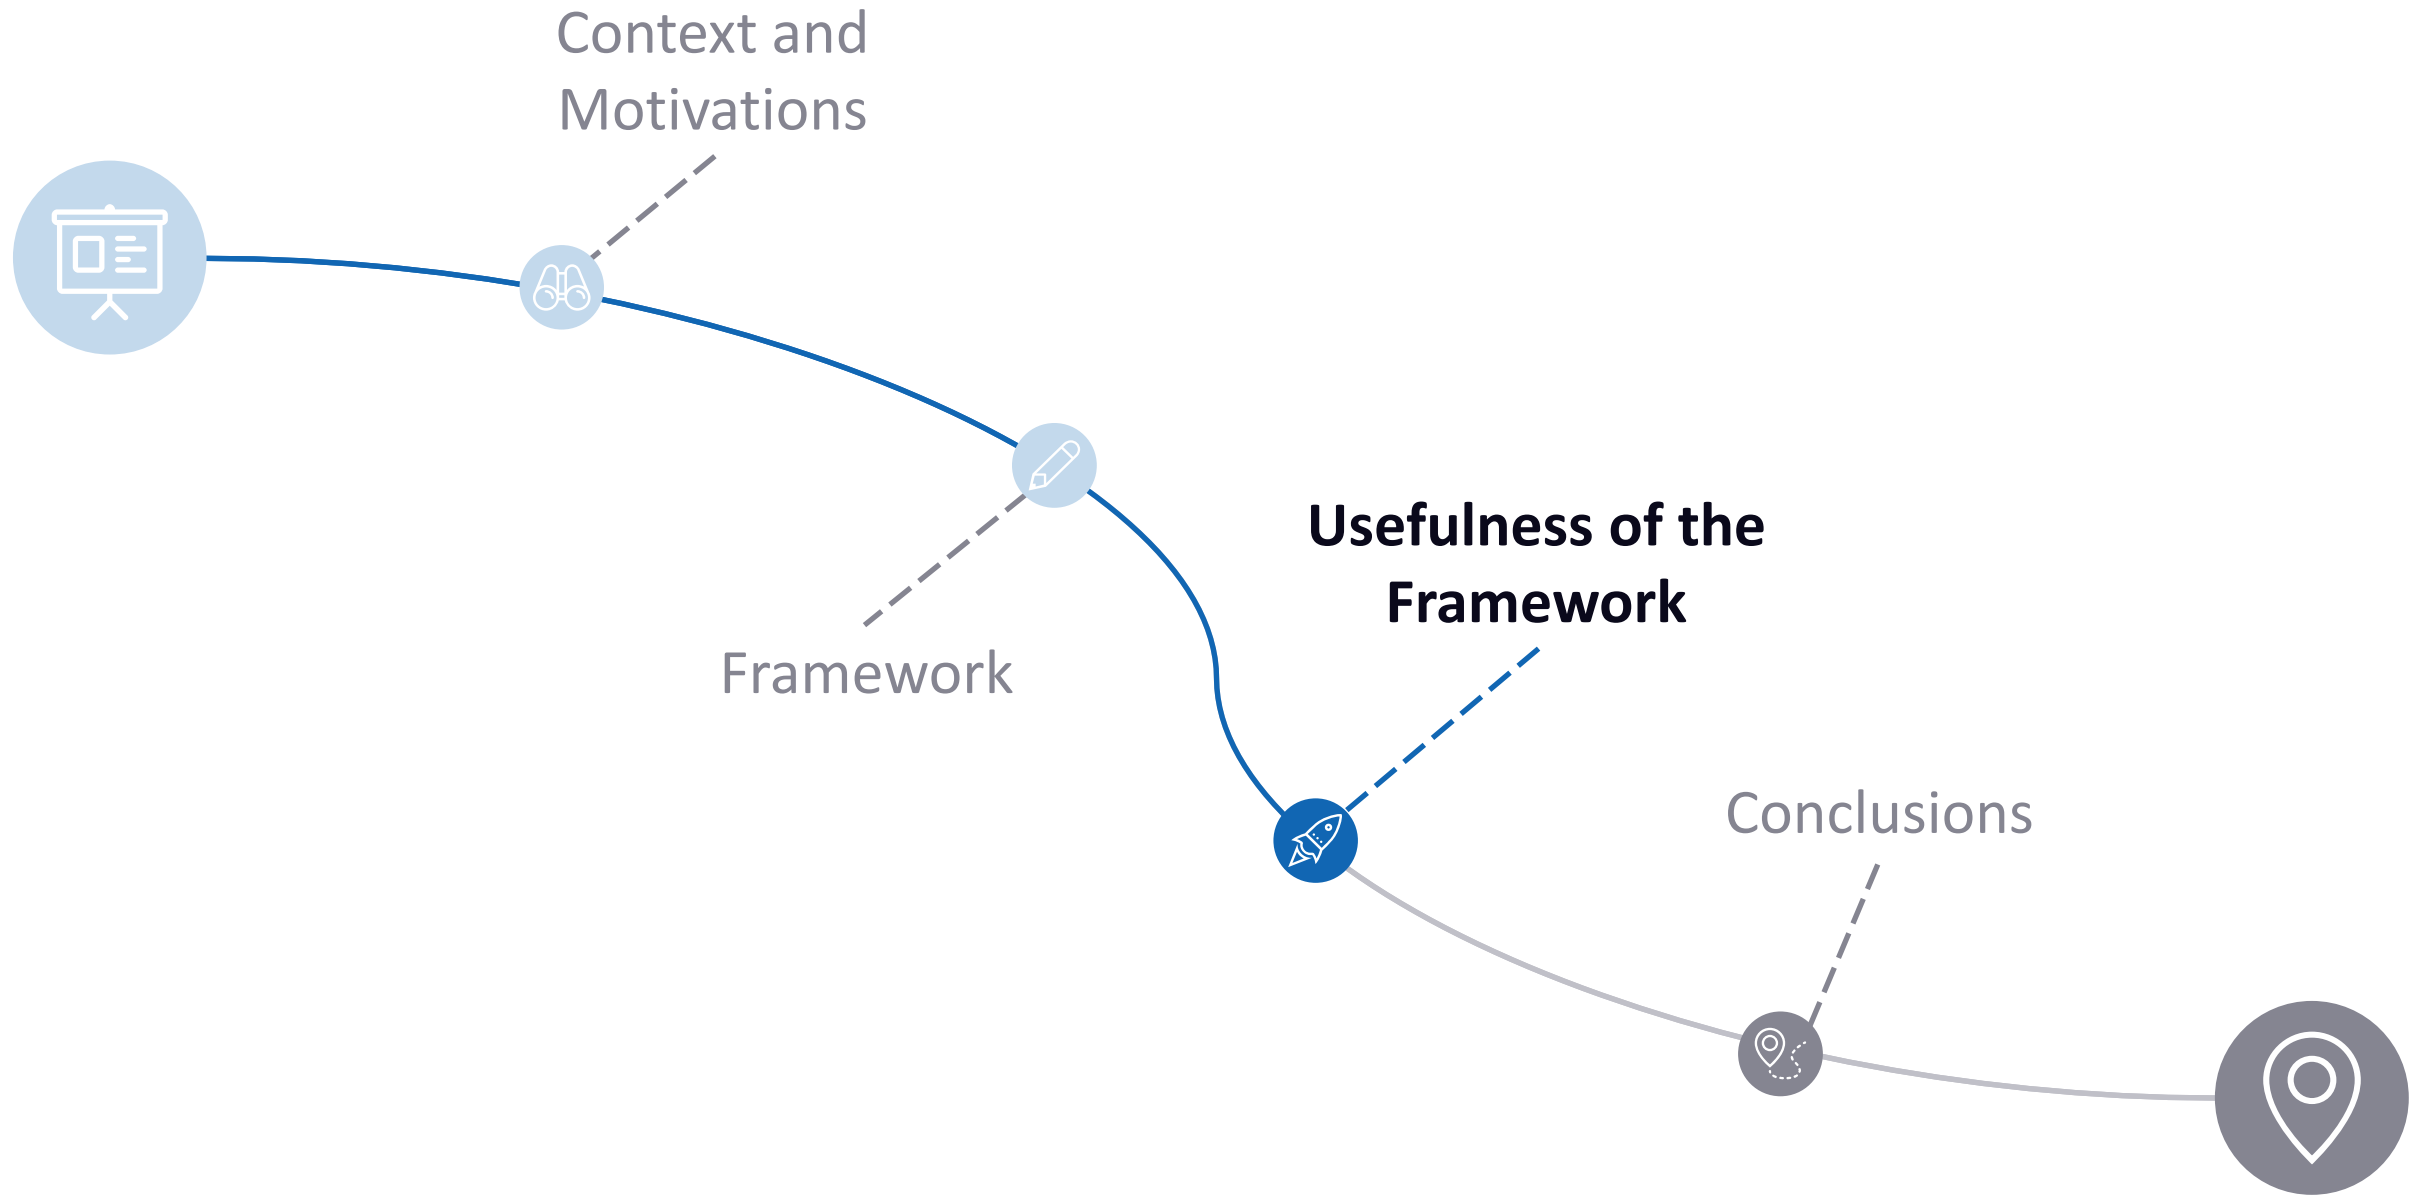 Context and
Motivations
Framework
Usefulness of the
Framework
Conclusions